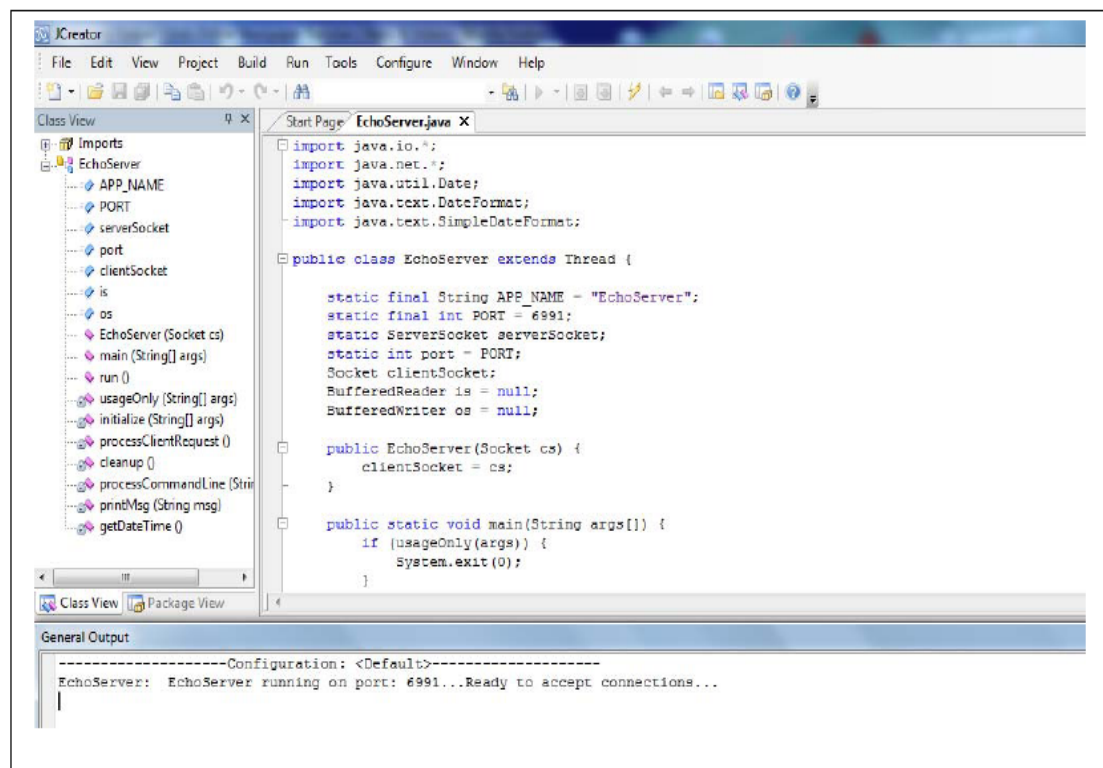 JCreator
File Edit View Project Build Run Tools Configure Window Help
Class View
Start Page EchoServer.java X
Imports
EchoServer
APP_NAME
PORT
serverSocket
port
clientSocket
is
os
EchoServer (Socket cs)
main (String[] args)
run ()
usageOnly (String[] args)
initialize (String[] args)
processClientRequest ()
cleanup ()
processCommandLine (Strin
printMsg (String msg)
getDateTime ()
Class View Package View
import java.io.*;
import java.net.*;
import java.util.Date;
import java.text.DateFormat;
import java.text.SimpleDateFormat;
public class EchoServer extends Thread {
static final String APP_NAME = "EchoServer";
static final int PORT = 6991;
static ServerSocket serverSocket;
static int port = PORT;
Socket clientSocket;
BufferedReader is = null;
BufferedWriter os = null;
public EchoServer(Socket cs) {
clientSocket = cs;
}
public static void main(String args[]) {
if (usageOnly(args)) {
System.exit(0);
}
General Output
--------------------Configuration: <Default>--------------------
EchoServer: EchoServer running on port: 6991...Ready to accept connections...